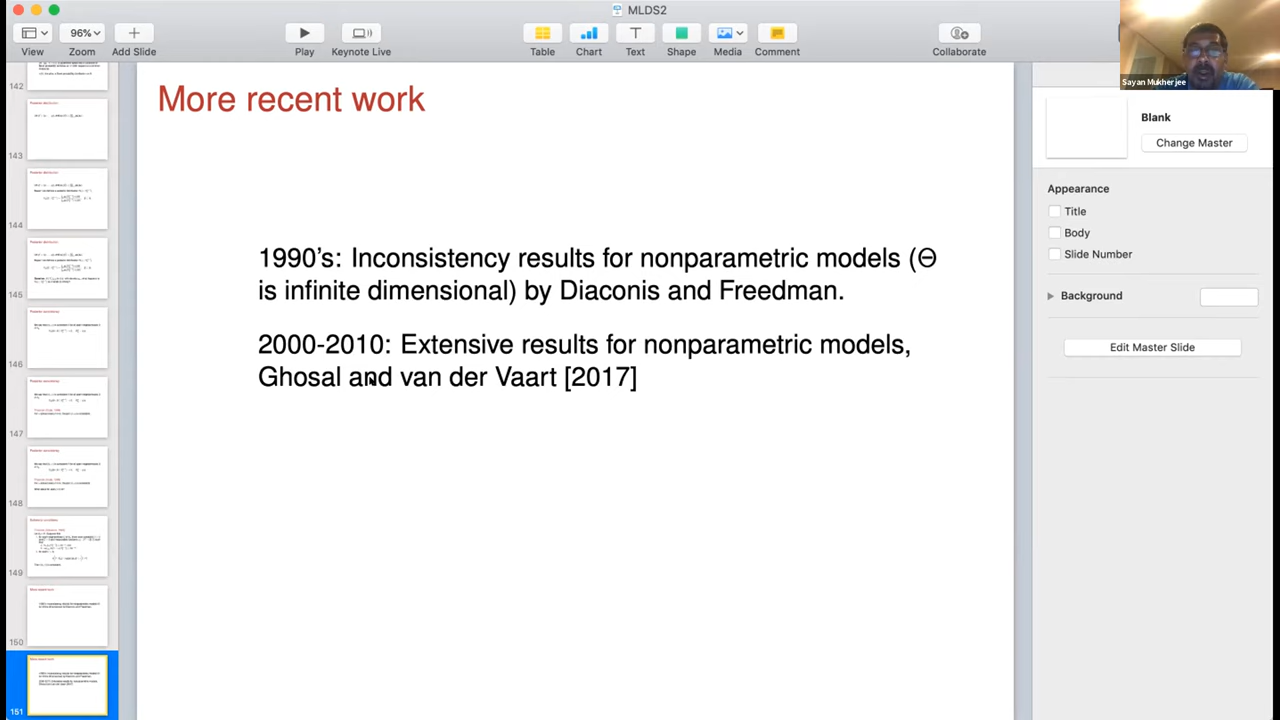 MLDS2
96%
View
Zoom
Add Slide
Play
Keynote Live
Table
Chart
Text
Shape
Media
Comment
Collaborate
Sayan Mukherjee
More recent work
1990's: Inconsistency results for nonparametric models (Θ
is infinite dimensional) by Diaconis and Freedman.
2000-2010: Extensive results for nonparametric models,
Ghosal and van der Vaart [2017]
142
143
144
145
146
147
148
149
150
151
Blank
Change Master
Appearance
Title
Body
Slide Number
Background
Edit Master Slide